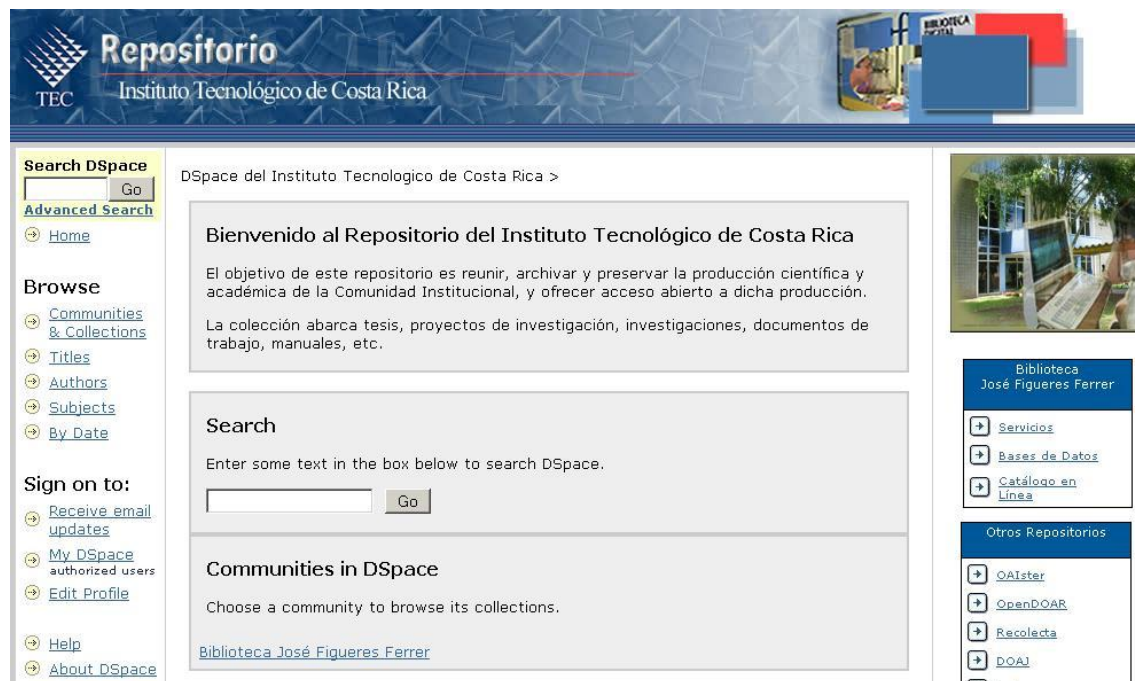 TEC
Repositorio
Instituto Tecnológico de Costa Rica
BIBLIOTECA
DIGITAL
Search DSpace
Go
Advanced Search
Home
Browse
Communities
& Collections
Titles
Authors
Subjects
By Date
Sign on to:
Receive email
updates
My DSpace
authorized users
Edit Profile
Help
About DSpace
DSpace del Instituto Tecnologico de Costa Rica >
Bienvenido al Repositorio del Instituto Tecnológico de Costa Rica
El objetivo de este repositorio es reunir, archivar y preservar la producción científica y
académica de la Comunidad Institucional, y ofrecer acceso abierto a dicha producción.
La colección abarca tesis, proyectos de investigación, investigaciones, documentos de
trabajo, manuales, etc.
Search
Enter some text in the box below to search DSpace.
Go
Communities in DSpace
Choose a community to browse its collections.
Biblioteca José Figueres Ferrer
Biblioteca
José Figueres Ferrer
Servicios
Bases de Datos
Catálogo en
Línea
Otros Repositorios
OAIster
OpenDOAR
Recolecta
DOAJ